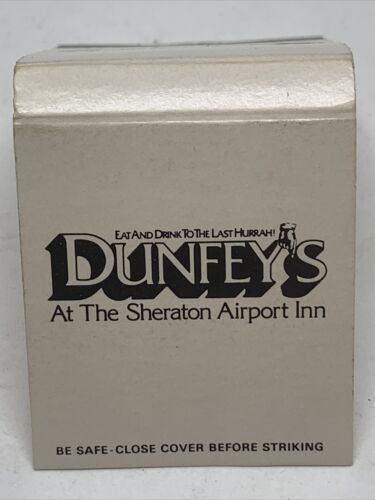 EAT AND DRINK TO THE LAST HURRAH!
DUNFEY'S
At The Sheraton Airport Inn
BE SAFE-CLOSE COVER BEFORE STRIKING